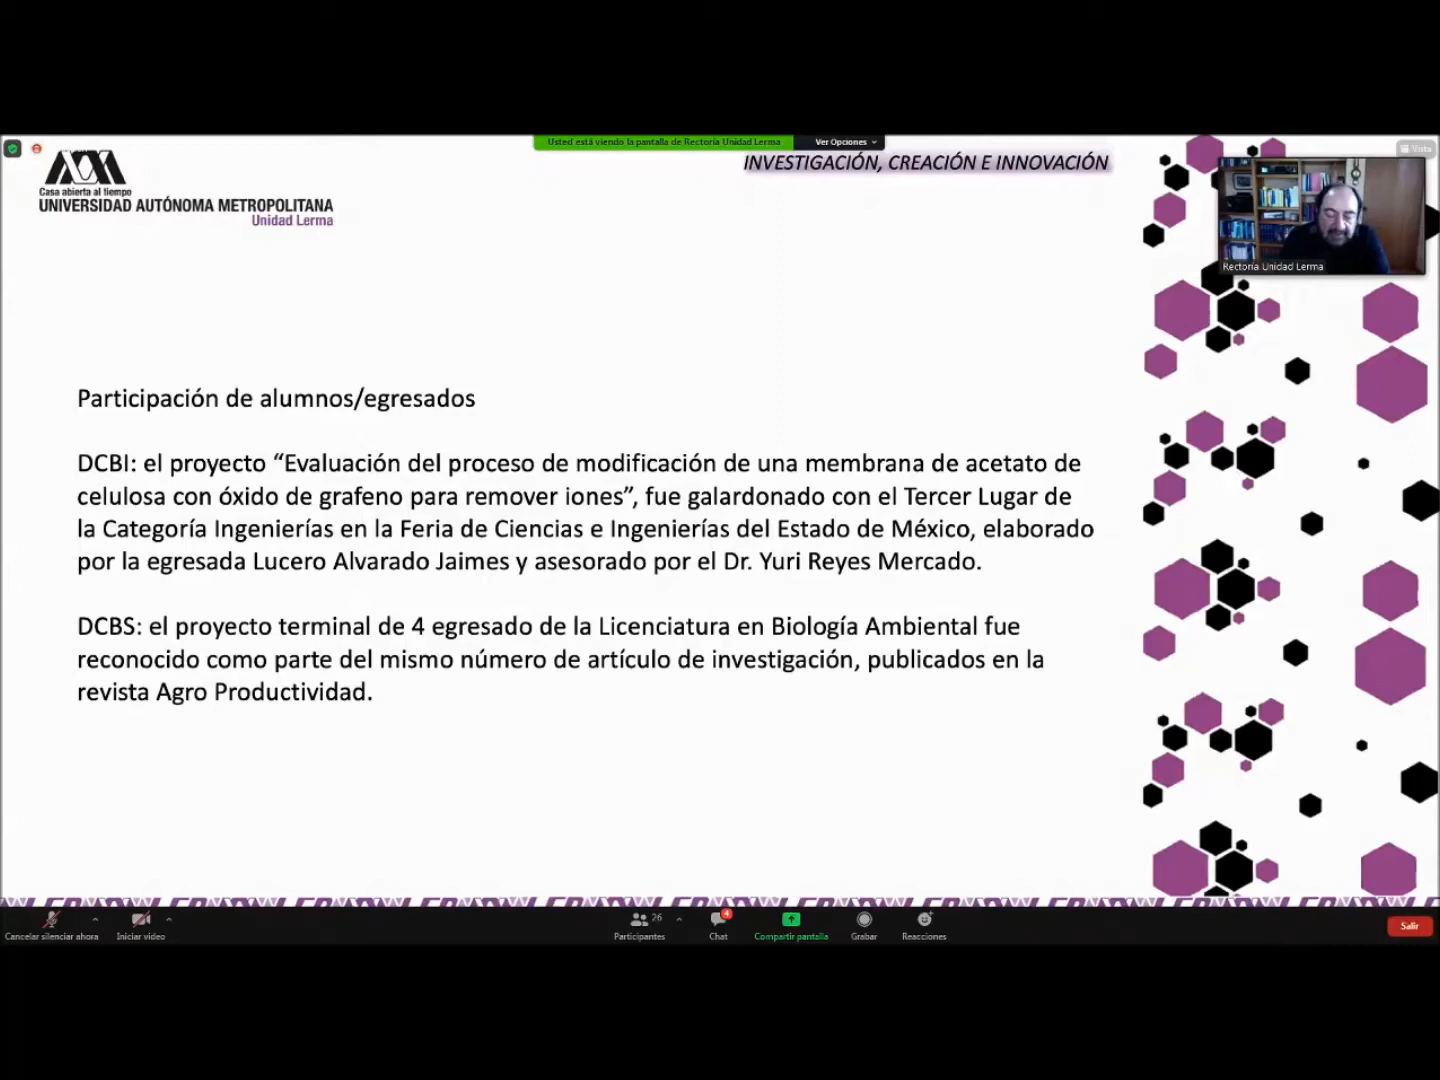 Usted está viendo la pantalla de Rectoría Unidad Lerma
Ver Opciones
Vista
Casa abierta al tiempo
UNIVERSIDAD AUTÓNOMA METROPOLITANA
Unidad Lerma
INVESTIGACIÓN, CREACIÓN E INNOVACIÓN
Rectoría Unidad Lerma
Participación de alumnos/egresados
DCBI: el proyecto “Evaluación del proceso de modificación de una membrana de acetato de
celulosa con óxido de grafeno para remover iones”, fue galardonado con el Tercer Lugar de
la Categoría Ingenierías en la Feria de Ciencias e Ingenierías del Estado de México, elaborado
por la egresada Lucero Alvarado Jaimes y asesorado por el Dr. Yuri Reyes Mercado.
DCBS: el proyecto terminal de 4 egresado de la Licenciatura en Biología Ambiental fue
reconocido como parte del mismo número de artículo de investigación, publicados en la
revista Agro Productividad.
Cancelar silenciar ahora
Iniciar video
26
Participantes
4
Chat
Compartir pantalla
Grabar
Reacciones
Salir